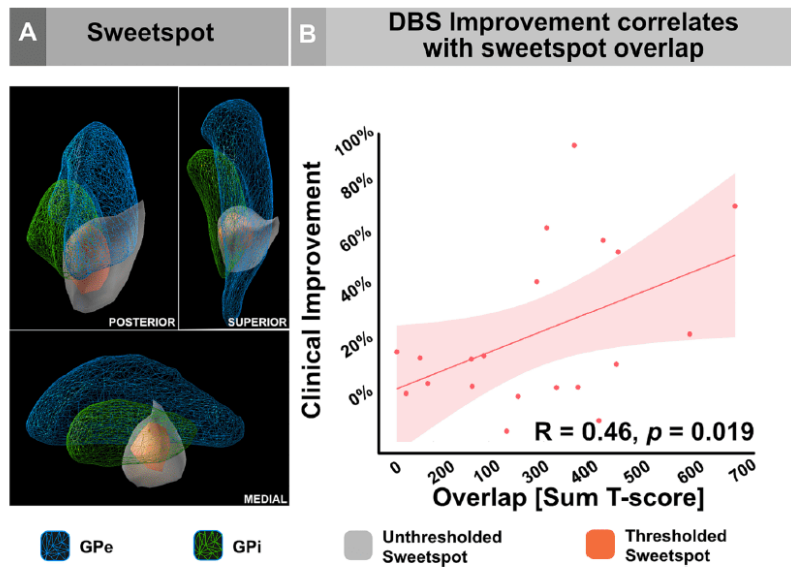 A
Sweetspot
POSTERIOR
SUPERIOR
MEDIAL
B
DBS Improvement correlates
with sweetspot overlap
Clinical Improvement
100%
80%
60%
40%
20%
0%
R = 0.46, p = 0.019
0
200
100
300
400
400
500
600
700
Overlap [Sum T-score]
GPe
GPi
Unthresholded
Sweetspot
Thresholded
Sweetspot